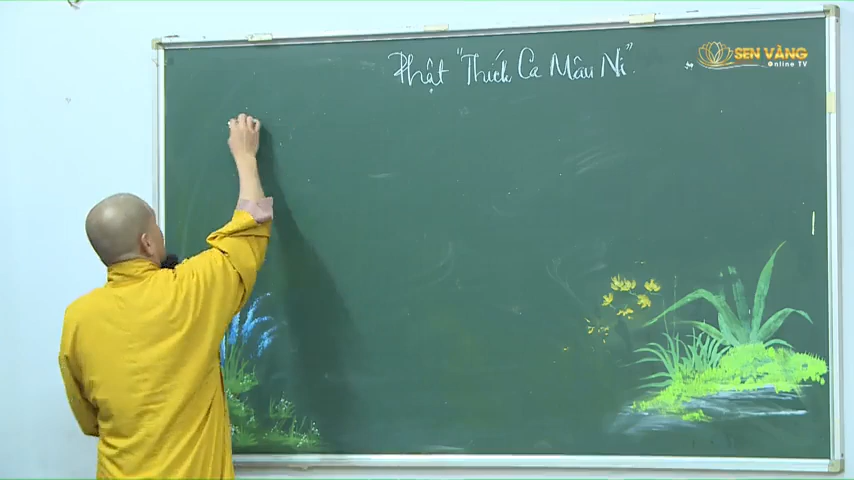 Phật "Thích Ca Mâu Ni"
SEN VÀNG
Online TV